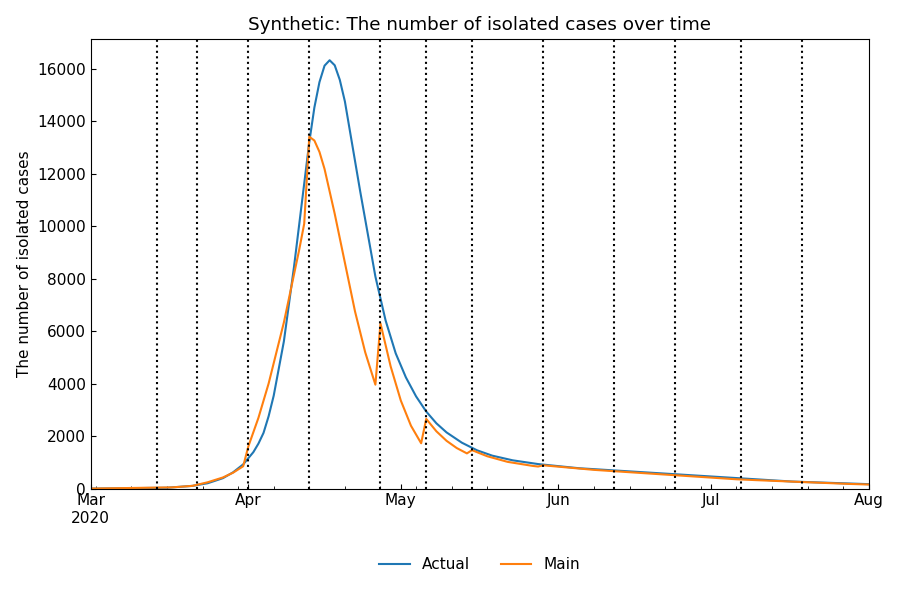 Synthetic: The number of isolated cases over time
The number of isolated cases
16000
14000
12000
10000
8000
6000
4000
2000
0
Mar Apr May Jun Jul Aug
2020
Actual Main